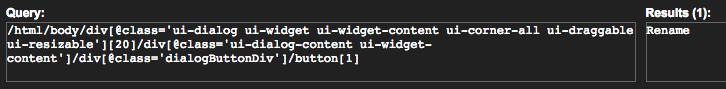 Query:
/html/body/div[@class='ui-dialog ui-widget ui-widget-content ui-corner-all ui-draggable
ui-resizable'][20]/div[@class='ui-dialog-content ui-widget-
content']/div[@class='dialogButtonDiv']/button[1]
Results (1):
Rename